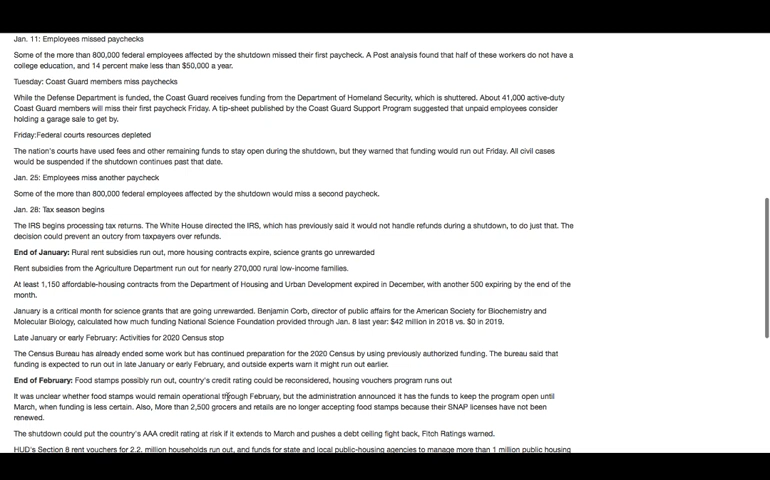 Jan. 11: Employees missed paychecks
Some of the more than 800,000 federal employees affected by the shutdown missed their first paycheck. A Post analysis found that half of these workers do not have a
college education, and 14 percent make less than $50,000 a year.
Tuesday: Coast Guard members miss paychecks
While the Defense Department is funded, the Coast Guard receives funding from the Department of Homeland Security, which is shuttered. About 41,000 active-duty
Coast Guard members will miss their first paycheck Friday. A tip-sheet published by the Coast Guard Support Program suggested that unpaid employees consider
holding a garage sale to get by.
Friday:Federal courts resources depleted
The nation's courts have used fees and other remaining funds to stay open during the shutdown, but they warned that funding would run out Friday. All civil cases
would be suspended if the shutdown continues past that date.
Jan. 25: Employees miss another paycheck
Some of the more than 800,000 federal employees affected by the shutdown would miss a second paycheck.
Jan. 28: Tax season begins
The IRS begins processing tax returns. The White House directed the IRS, which has previously said it would not handle refunds during a shutdown, to do just that. The
decision could prevent an outcry from taxpayers over refunds.
End of January: Rural rent subsidies run out, more housing contracts expire, science grants go unrewarded
Rent subsidies from the Agriculture Department run out for nearly 270,000 rural low-income families.
At least 1,150 affordable-housing contracts from the Department of Housing and Urban Development expired in December, with another 500 expiring by the end of the
month.
January is a critical month for science grants that are going unrewarded. Benjamin Corb, director of public affairs for the American Society for Biochemistry and
Molecular Biology, calculated how much funding National Science Foundation provided through Jan. 8 last year: $42 million in 2018 vs. $0 in 2019.
Late January or early February: Activities for 2020 Census stop
The Census Bureau has already ended some work but has continued preparation for the 2020 Census by using previously authorized funding. The bureau said that
funding is expected to run out in late January or early February, and outside experts warn it might run out earlier.
End of February: Food stamps possibly run out, country's credit rating could be reconsidered, housing vouchers program runs out
It was unclear whether food stamps would remain operational through February, but the administration announced it has the funds to keep the program open until
March, when funding is less certain. Also, More than 2,500 grocers and retails are no longer accepting food stamps because their SNAP licenses have not been
renewed.
The shutdown could put the country's AAA credit rating at risk if it extends to March and pushes a debt ceiling fight back, Fitch Ratings warned.
HUD's Section 8 rent vouchers for 2.2. million households run out, and funds for state and local public-housing agencies to manage more than 1 million public housing